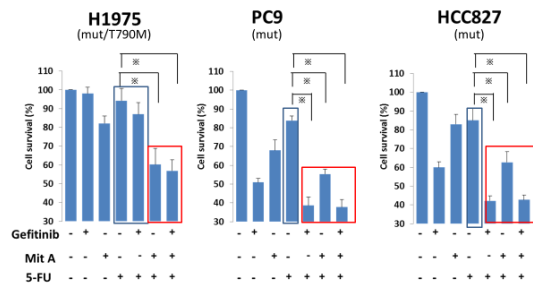 H1975
(mut/T790M)
※
※
Cell survival (%)
110
100
90
80
70
60
50
40
30
PC9
(mut)
※
※
※
Cell survival (%)
110
100
90
80
70
60
50
40
30
HCC827
(mut)
※
※
※
Cell survival (%)
110
100
90
80
70
60
50
40
30
Gefitinib - + - - + - + - + - - + - + - + - - + - +
Mit A - - + - - + + - - + - - + + - - + - - + +
5-FU - - - + + + + - - - + + + + - - - + + + +